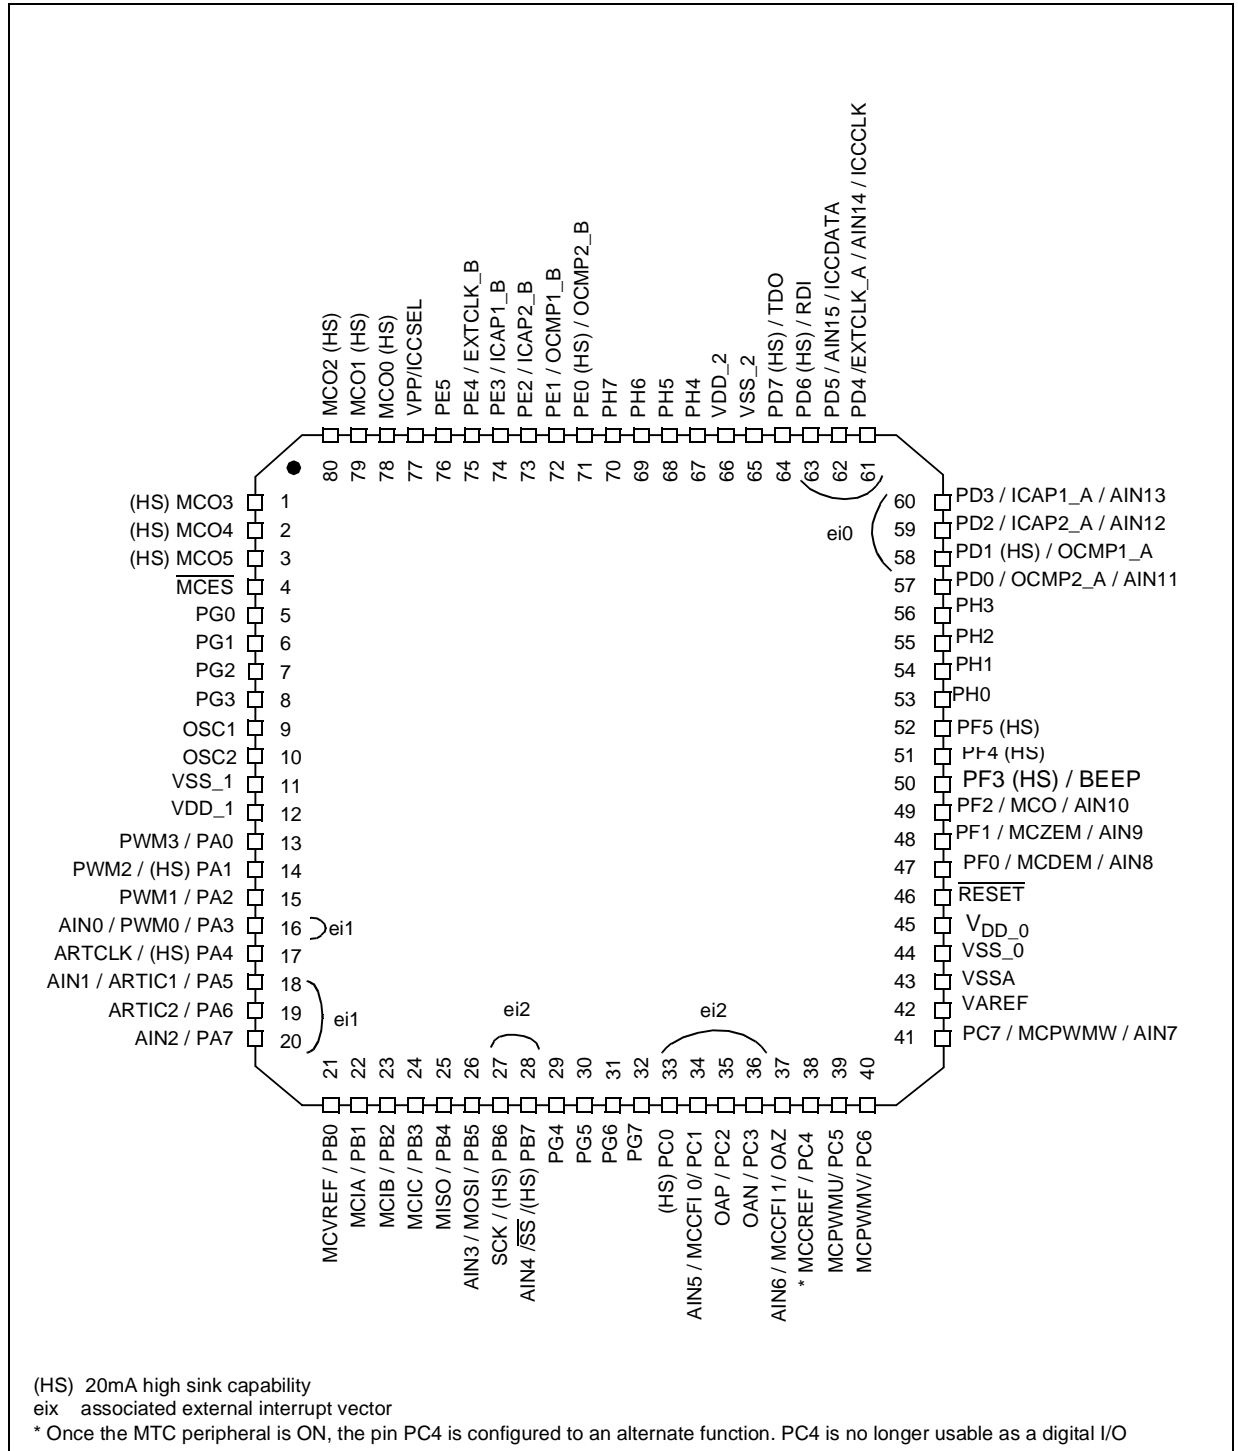 MCO2 (HS)
MCO1 (HS)
MCO0 (HS)
VPP/ICCSEL
PE5
PE4 / EXTCLK_B
PE3 / ICAP1_B
PE2 / ICAP2_B
PE1 / OCMP1_B
PE0 (HS) / OCMP2_B
PH7
PH6
PH5
PH4
VDD_2
VSS_2
PD7 (HS) / TDO
PD6 (HS) / RDI
PD5 / AIN15 / ICCDATA
PD4 /EXTCLK_A / AIN14 / ICCCLK
80
79
78
77
76
75
74
73
72
71
70
69
68
67
66
65
64
63
62
61
(HS) MCO3 1
(HS) MCO4 2
(HS) MCO5 3
MCES 4
PG0 5
PG1 6
PG2 7
PG3 8
OSC1 9
OSC2 10
VSS_1 11
VDD_1 12
PWM3 / PA0 13
PWM2 / (HS) PA1 14
PWM1 / PA2 15
AIN0 / PWM0 / PA3 16 ei1
ARTCLK / (HS) PA4 17
AIN1 / ARTIC1 / PA5 18
ARTIC2 / PA6 19
ei1
AIN2 / PA7 20
ei0
60 PD3 / ICAP1_A / AIN13
59 PD2 / ICAP2_A / AIN12
58 PD1 (HS) / OCMP1_A
57 PD0 / OCMP2_A / AIN11
56 PH3
55 PH2
54 PH1
53 PH0
52 PF5 (HS)
51 PF4 (HS)
50 PF3 (HS) / BEEP
49 PF2 / MCO / AIN10
48 PF1 / MCZEM / AIN9
47 PF0 / MCDEM / AIN8
46 RESET
45 VDD_0
44 VSS_0
43 VSSA
42 VAREF
41 PC7 / MCPWMW / AIN7
ei2
ei2
21
22
23
24
25
26
27
28
29
30
31
32
33
34
35
36
37
38
39
40
MCVREF / PB0
MCIA / PB1
MCIB / PB2
MCIC / PB3
MISO / PB4
AIN3 / MOSI / PB5
SCK / (HS) PB6
AIN4 /SS /(HS) PB7
PG4
PG5
PG6
PG7
(HS) PC0
AIN5 / MCCFI 0/ PC1
OAP / PC2
OAN / PC3
AIN6 / MCCFI 1/ OAZ
* MCCREF / PC4
MCPWMU/ PC5
MCPWMV/ PC6
(HS) 20mA high sink capability
eix associated external interrupt vector
* Once the MTC peripheral is ON, the pin PC4 is configured to an alternate function. PC4 is no longer usable as a digital I/O